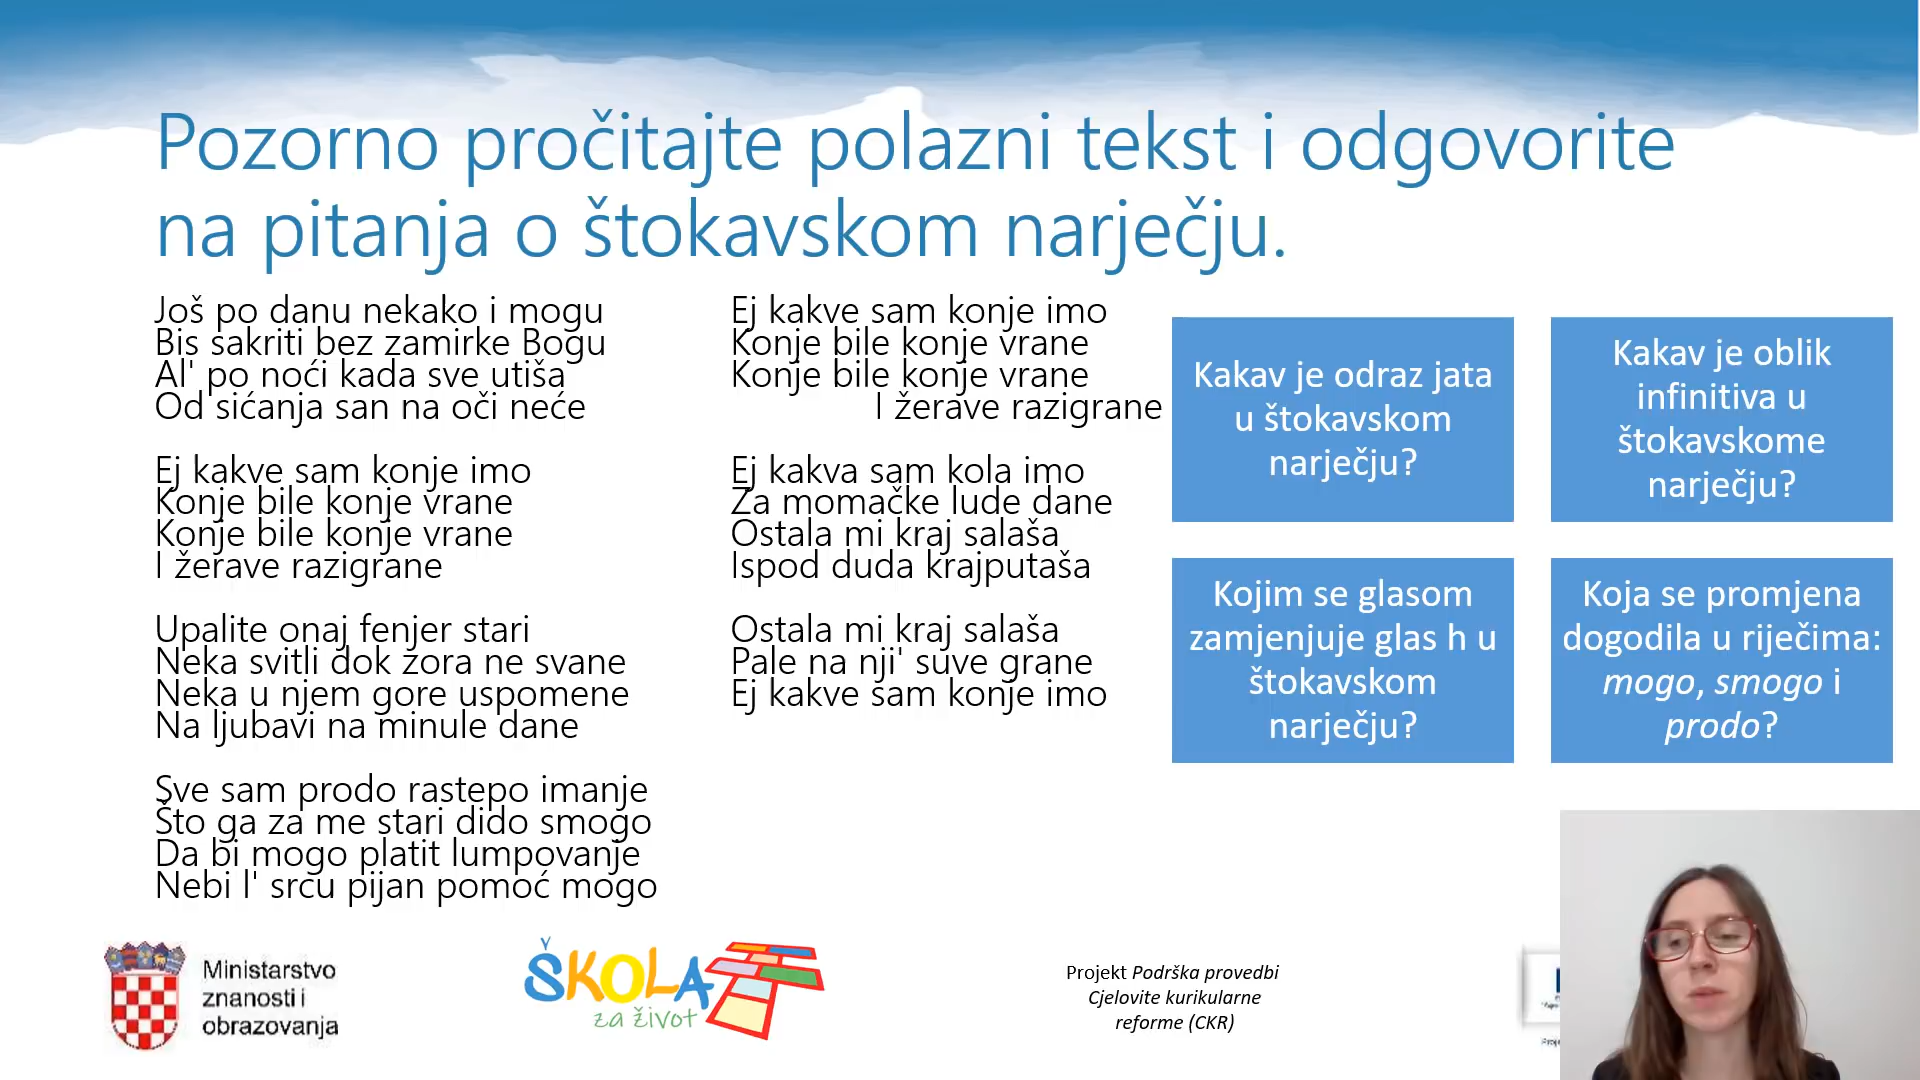 Pozorno pročitajte polazni tekst i odgovorite
na pitanja o štokavskom narječju.
Još po danu nekako i mogu
Bis sakriti bez zamirke Bogu
Al' po noći kada sve utiša
Od sićanja san na oči neće
Ej kakve sam konje imo
Konje bile konje vrane
Konje bile konje vrane
I žerave razigrane
Upalite onaj fenjer stari
Neka svitli dok zora ne svane
Neka u njem gore uspomene
Na ljubavi na minule dane
Sve sam prodo rastepo imanje
Što ga za me stari dido smogo
Da bi mogo platit lumpovanje
Nebi l' srcu pijan pomoć mogo
Ej kakve sam konje imo
Konje bile konje vrane
Konje bile konje vrane
I žerave razigrane
Ej kakva sam kola imo
Za momačke lude dane
Ostala mi kraj salaša
Ispod duda krajputaša
Ostala mi kraj salaša
Pale na nji' suve grane
Ej kakve sam konje imo
Kakav je odraz jata
u štokavskom
narječju?
Kakav je oblik
infinitiva u
štokavskome
narječju?
Kojim se glasom
zamjenjuje glas h u
štokavskom
narječju?
Koja se promjena
dogodila u riječima:
mogo, smogo i
prodo?
Ministarstvo
znanosti i
obrazovanja
ŠKOLA
za život
Projekt Podrška provedbi
Cjelovite kurikularne
reforme (CKR)